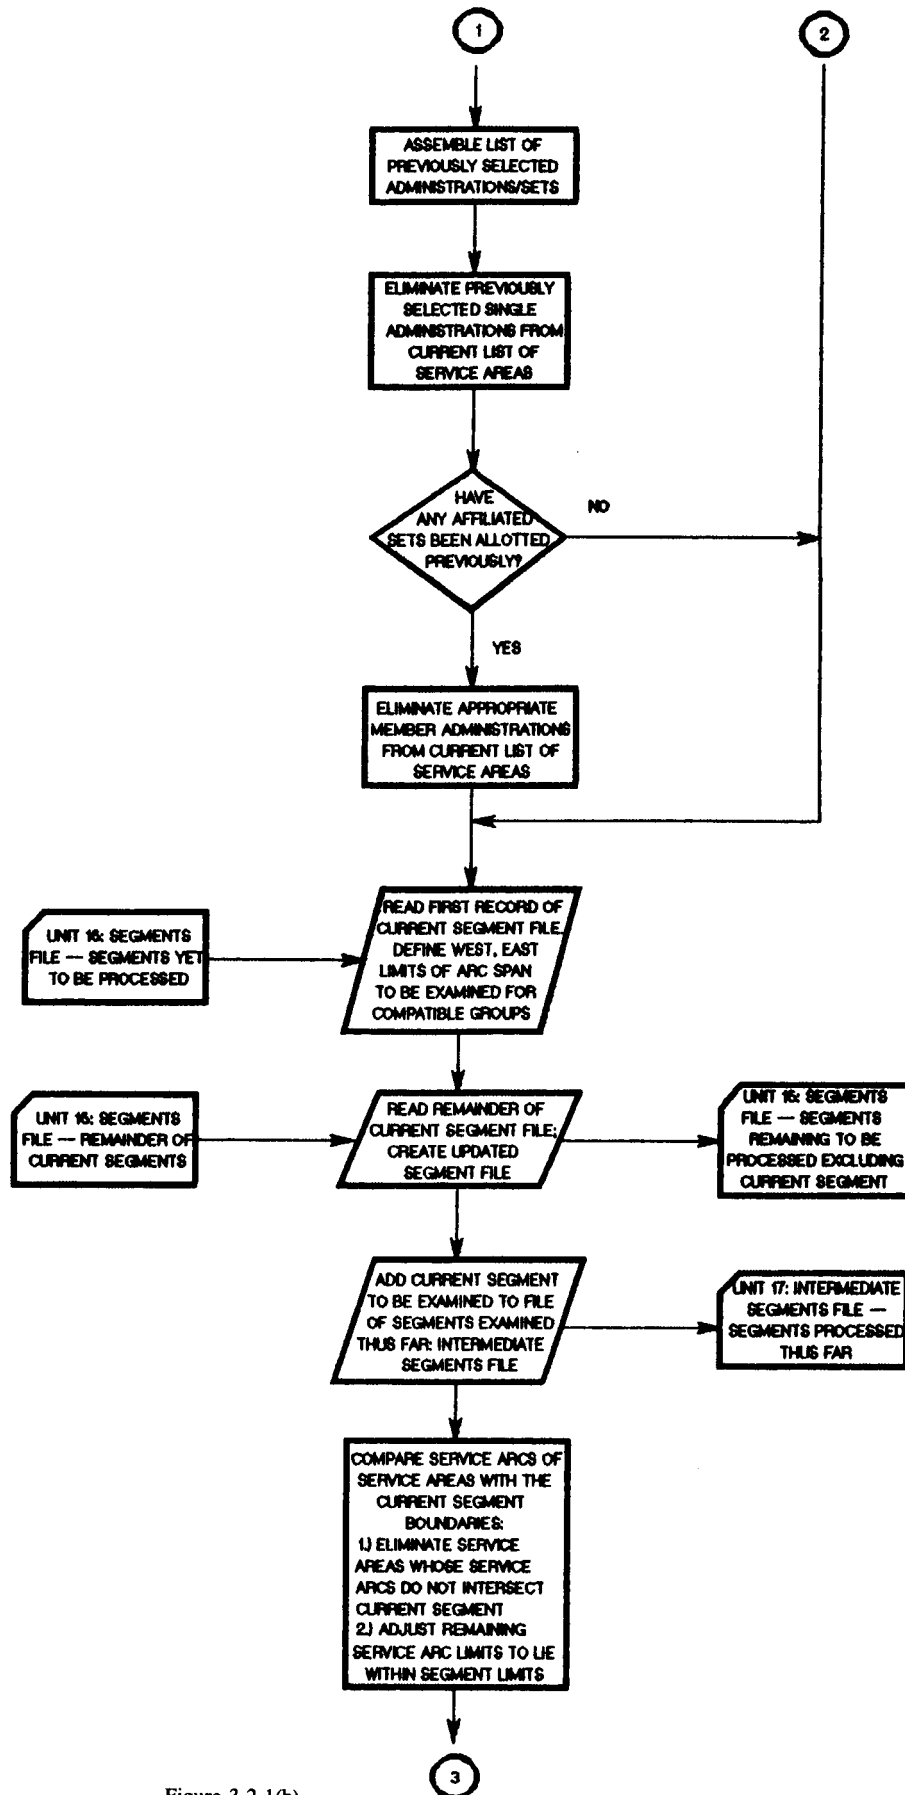 1
2
ASSEMBLE LIST OF
PREVIOUSLY SELECTED
ADMINISTRATIONS/SETS
ELIMINATE PREVIOUSLY
SELECTED SINGLE
ADMINISTRATIONS FROM
CURRENT LIST OF
SERVICE AREAS
HAVE
ANY AFFILIATED
SETS BEEN ALLOTTED
PREVIOUSLY?
NO
YES
ELIMINATE APPROPRIATE
MEMBER ADMINISTRATIONS
FROM CURRENT LIST OF
SERVICE AREAS
UNIT 16: SEGMENTS
FILE — SEGMENTS YET
TO BE PROCESSED
READ FIRST RECORD OF
CURRENT SEGMENT FILE.
DEFINE WEST, EAST
LIMITS OF ARC SPAN
TO BE EXAMINED FOR
COMPATIBLE GROUPS
UNIT 16: SEGMENTS
FILE — REMAINDER OF
CURRENT SEGMENTS
READ REMAINDER OF
CURRENT SEGMENT FILE;
CREATE UPDATED
SEGMENT FILE
UNIT 16: SEGMENTS
FILE — SEGMENTS
REMAINING TO BE
PROCESSED EXCLUDING
CURRENT SEGMENT
ADD CURRENT SEGMENT
TO BE EXAMINED TO FILE
OF SEGMENTS EXAMINED
THUS FAR: INTERMEDIATE
SEGMENTS FILE
UNIT 17: INTERMEDIATE
SEGMENTS FILE —
SEGMENTS PROCESSED
THUS FAR
COMPARE SERVICE ARCS OF
SERVICE AREAS WITH THE
CURRENT SEGMENT
BOUNDARIES:
1.) ELIMINATE SERVICE
AREAS WHOSE SERVICE
ARCS DO NOT INTERSECT
CURRENT SEGMENT
2.) ADJUST REMAINING
SERVICE ARC LIMITS TO LIE
WITHIN SEGMENT LIMITS
3
Figure 3-2-1(b)